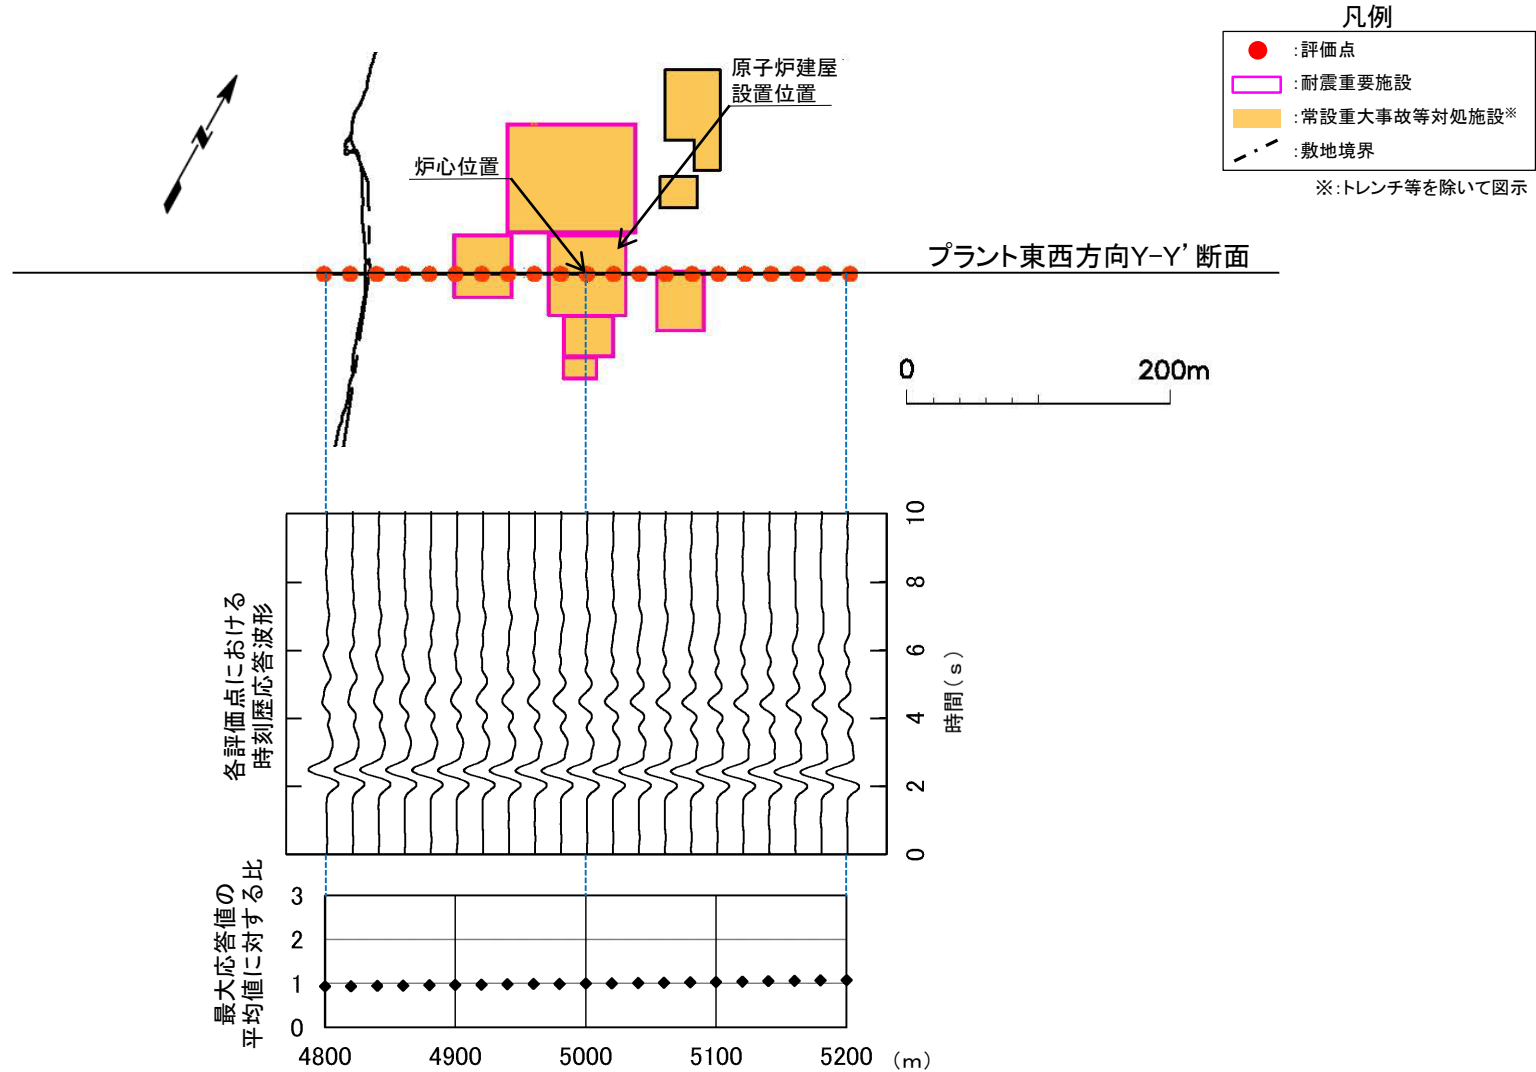 凡例
:評価点
:耐震重要施設
:常設重大事故等対処施設※
:敷地境界
※:トレンチ等を除いて図示
原子炉建屋
設置位置
炉心位置
N
プラント東西方向Y-Y’断面
0 200m
各評価点における
時刻歴応答波形
10
8
6
4
2
0
時間(s)
最大応答値の
平均値に対する比
3
2
1
0
4800 4900 5000 5100 5200 (m)